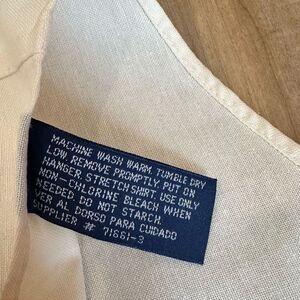 MACHINE WASH WARM. TUMBLE DRY
LOW. REMOVE PROMPTLY. PUT ON
HANGER. STRETCH SHIRT. USE ONLY
NON-CHLORINE BLEACH WHEN
NEEDED. DO NOT STARCH.
VER AL DORSO PARA CUIDADO
SUPPLIER # 71661-3